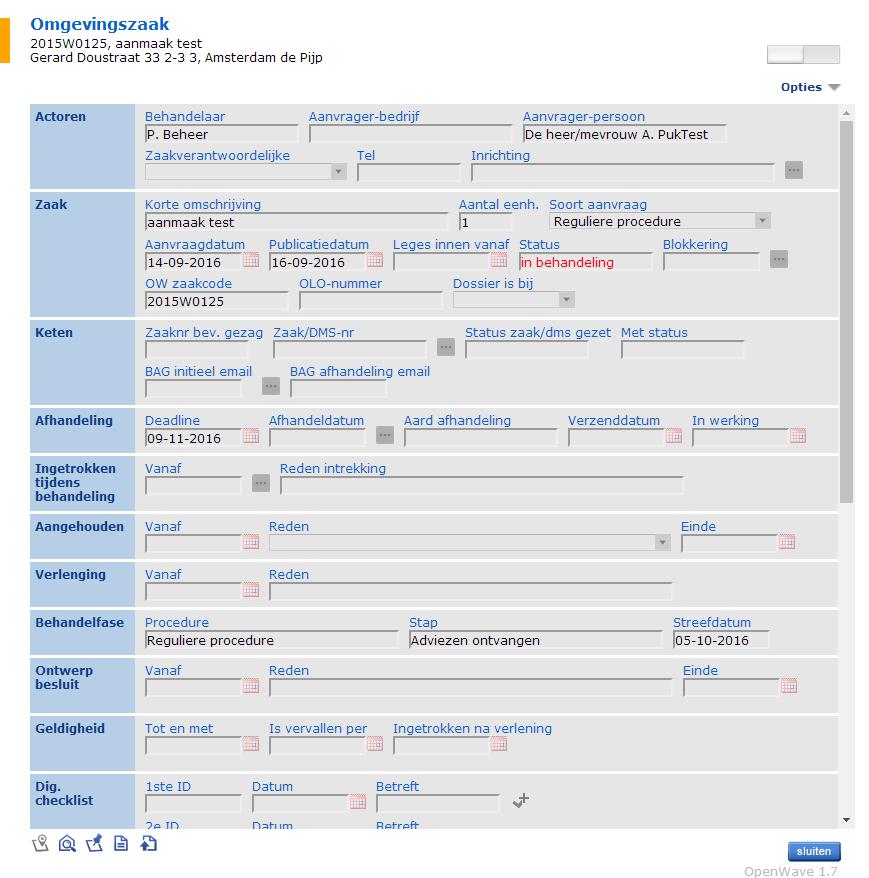 Omgevingszaak
2015W0125, aanmaak test
Gerard Doustraat 33 2-3 3, Amsterdam de Pijp
Opties
Actoren
Behandelaar Aanvrager-bedrijf Aanvrager-persoon
P. Beheer De heer/mevrouw A. PukTest
Zaakverantwoordelijke Tel Inrichting
Zaak
Korte omschrijving Aantal eenh. Soort aanvraag
aanmaak test 1 Reguliere procedure
Aanvraagdatum Publicatiedatum Leges innen vanaf Status Blokkering
14-09-2016 16-09-2016 in behandeling
OW zaakcode OLO-nummer Dossier is bij
2015W0125
Keten
Zaaknr bev. gezag Zaak/DMS-nr Status zaak/dms gezet Met status
BAG initieel email BAG afhandeling email
Afhandeling
Deadline Afhandeldatum Aard afhandeling Verzenddatum In werking
09-11-2016
Ingetrokken
tijdens
behandeling
Vanaf Reden intrekking
Aangehouden
Vanaf Reden Einde
Verlenging
Vanaf Reden
Behandelfase
Procedure Stap Streefdatum
Reguliere procedure Adviezen ontvangen 05-10-2016
Ontwerp
besluit
Vanaf Reden Einde
Geldigheid
Tot en met Is vervallen per Ingetrokken na verlening
Dig.
checklist
1ste ID Datum Betreft
2e ID Datum Betreft
sluiten
OpenWave 1.7